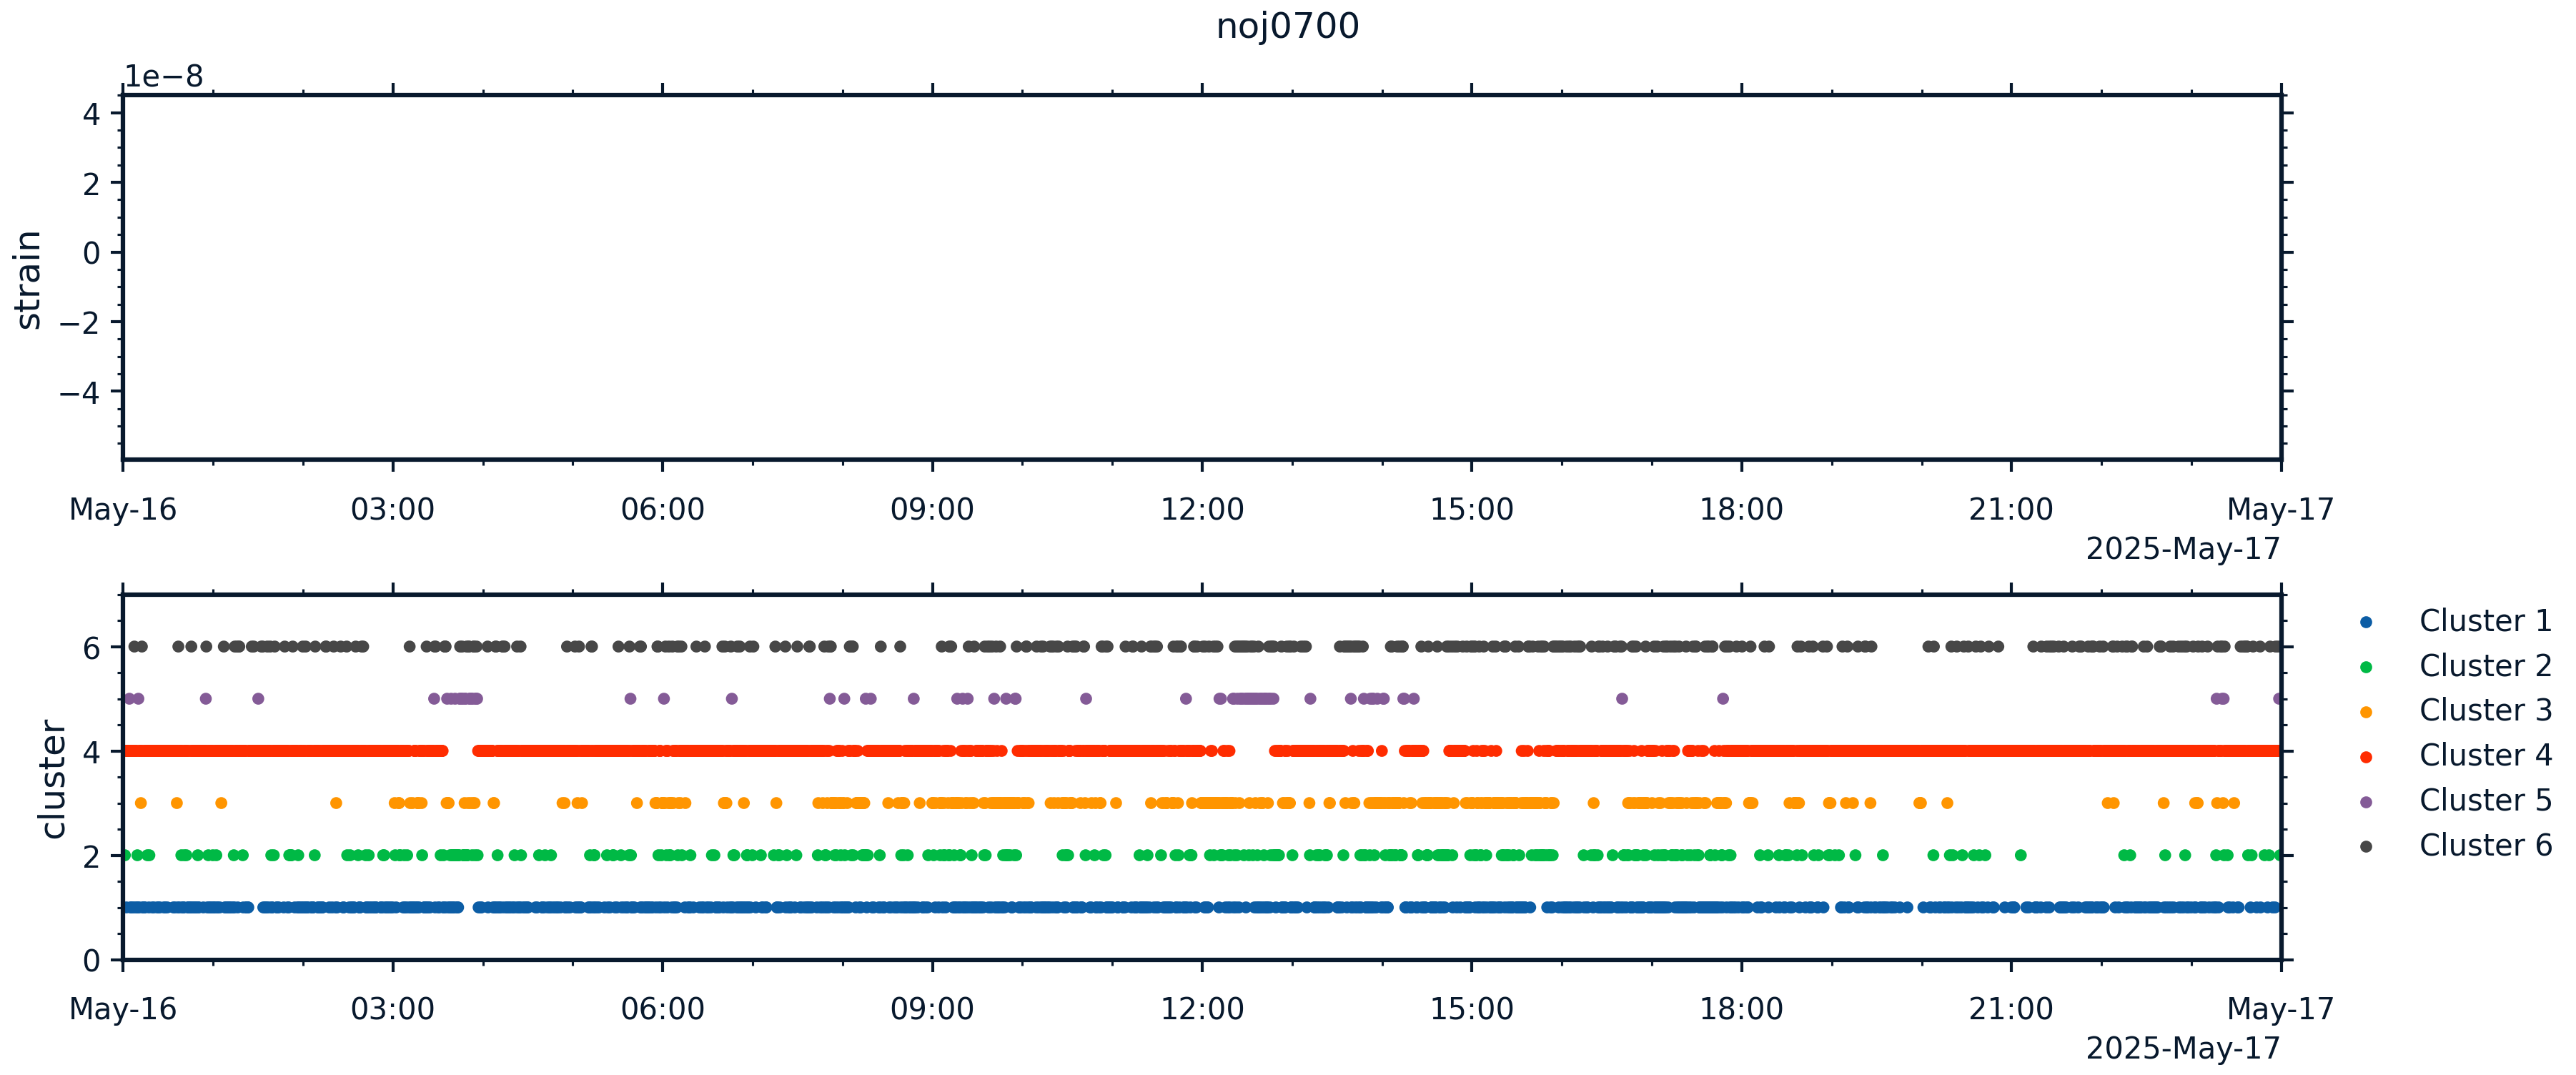 noj0700
1e−8
4
2
0
−2
−4
strain
May-16 03:00 06:00 09:00 12:00 15:00 18:00 21:00 May-17
2025-May-17
6
4
2
0
cluster
May-16 03:00 06:00 09:00 12:00 15:00 18:00 21:00 May-17
2025-May-17
Cluster 1
Cluster 2
Cluster 3
Cluster 4
Cluster 5
Cluster 6